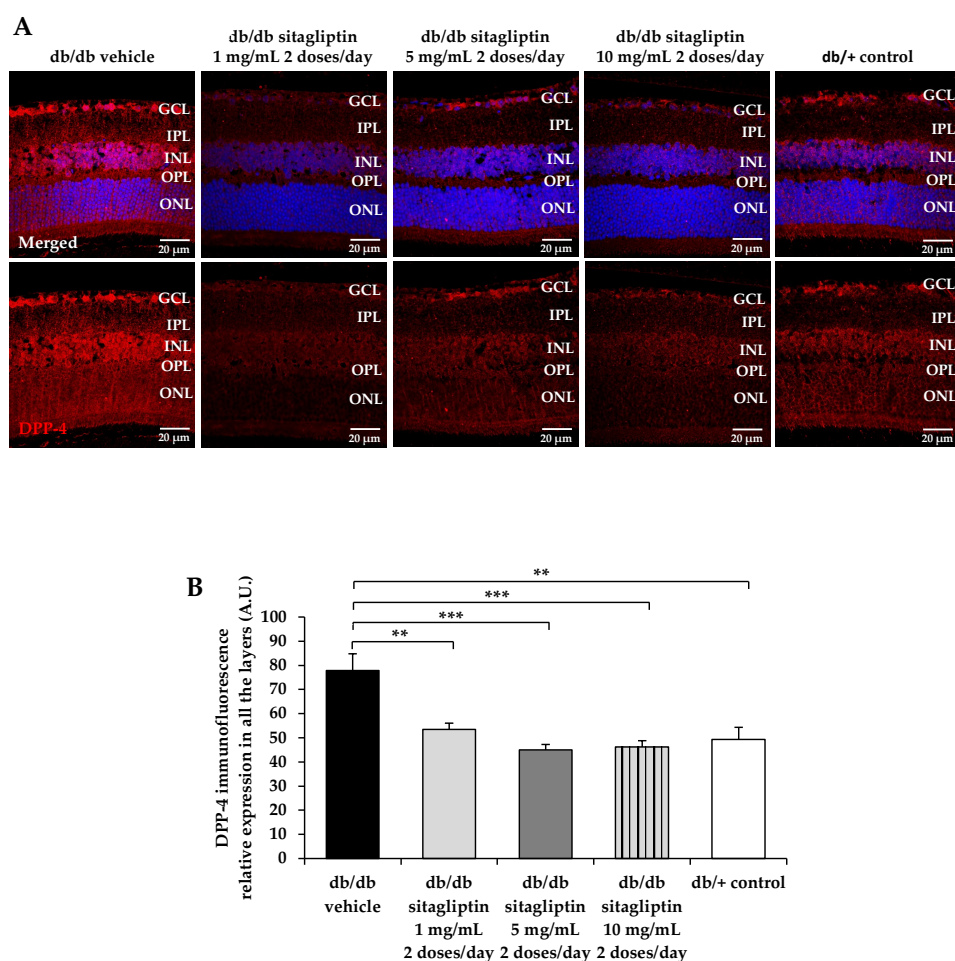 A
db/db vehicle
db/db sitagliptin
1 mg/mL 2 doses/day
db/db sitagliptin
5 mg/mL 2 doses/day
db/db sitagliptin
10 mg/mL 2 doses/day
db/+ control
GCL
IPL
INL
OPL
ONL
Merged
20 µm
GCL
IPL
INL
OPL
ONL
20 µm
GCL
IPL
INL
OPL
ONL
20 µm
GCL
IPL
INL
OPL
ONL
20 µm
GCL
IPL
INL
OPL
ONL
20 µm
GCL
IPL
INL
OPL
ONL
DPP-4
20 µm
GCL
IPL
OPL
ONL
20 µm
GCL
IPL
INL
OPL
ONL
20 µm
GCL
IPL
INL
OPL
ONL
20 µm
GCL
IPL
INL
OPL
ONL
20 µm
B
**
***
***
**
DPP-4 immunofluorescence
relative expression in all the layers (A.U.)
100
90
80
70
60
50
40
30
20
10
0
db/db
vehicle
db/db
sitagliptin
1 mg/mL
2 doses/day
db/db
sitagliptin
5 mg/mL
2 doses/day
db/db
sitagliptin
10 mg/mL
2 doses/day
db/+ control